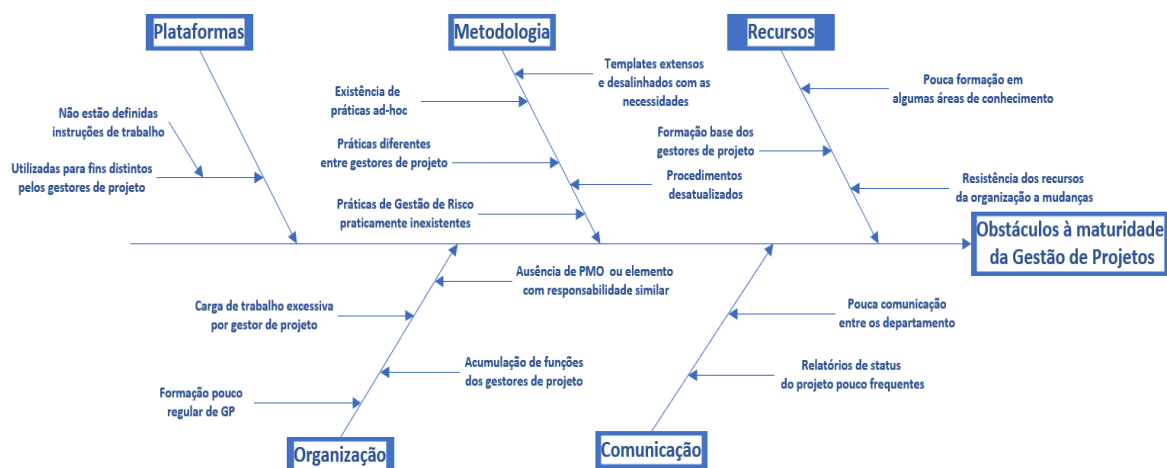 Plataformas
Metodologia
Recursos
Templates extensos
e desalinhados com as
necessidades
Existência de
práticas ad-hoc
Pouca formação em
algumas áreas de conhecimento
Não estão definidas
instruções de trabalho
Práticas diferentes
entre gestores de projeto
Formação base dos
gestores de projeto
Utilizadas para fins distintos
pelos gestores de projeto
Procedimentos
desatualizados
Resistência dos recursos
da organização a mudanças
Práticas de Gestão de Risco
praticamente inexistentes
Obstáculos à maturidade
da Gestão de Projetos
Ausência de PMO ou elemento
com responsabilidade similar
Carga de trabalho excessiva
por gestor de projeto
Pouca comunicação
entre os departamento
Acumulação de funções
dos gestores de projeto
Relatórios de status
do projeto pouco frequentes
Formação pouco
regular de GP
Organização
Comunicação